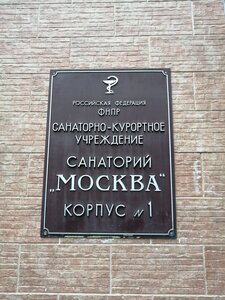 РОССИЙСКАЯ ФЕДЕРАЦИЯ
ФНПР
САНАТОРНО-КУРОРТНОЕ
УЧРЕЖДЕНИЕ
САНАТОРИЙ
„МОСКВА“
КОРПУС №1